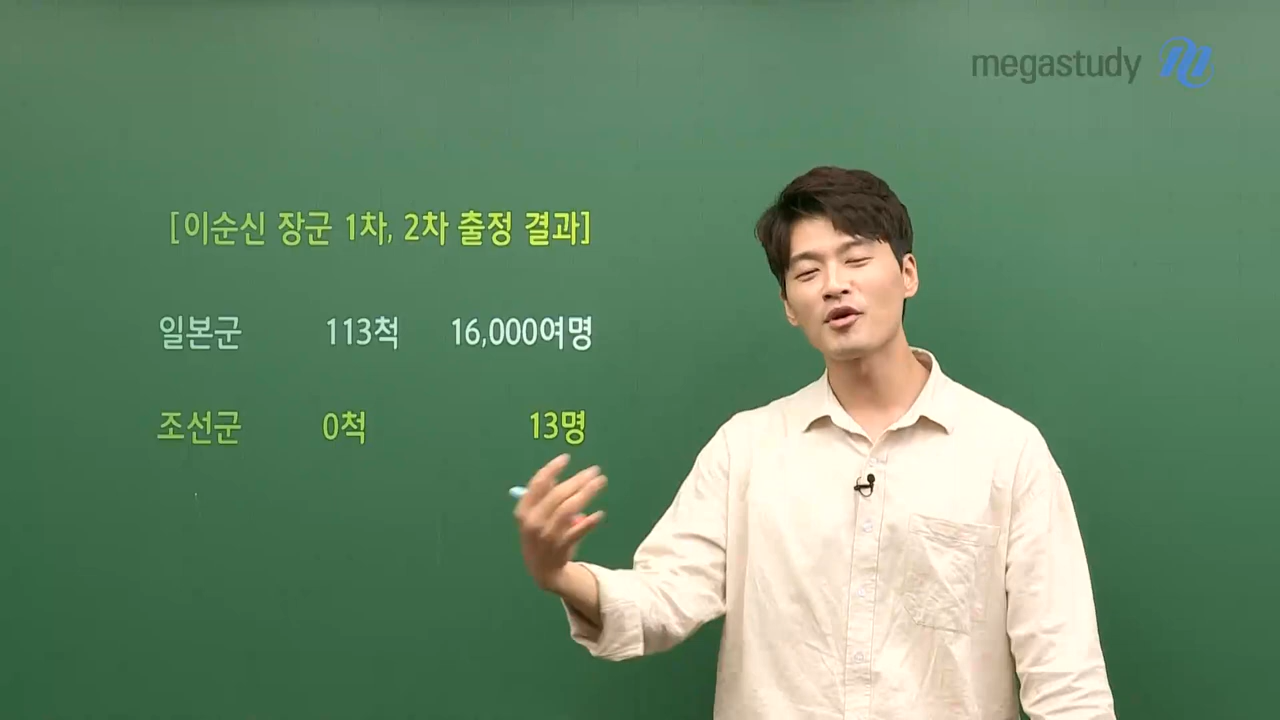 megastudy
[이순신 장군 1차, 2차 출정 결과]
일본군 113척 16,000여명
조선군 0척 13명